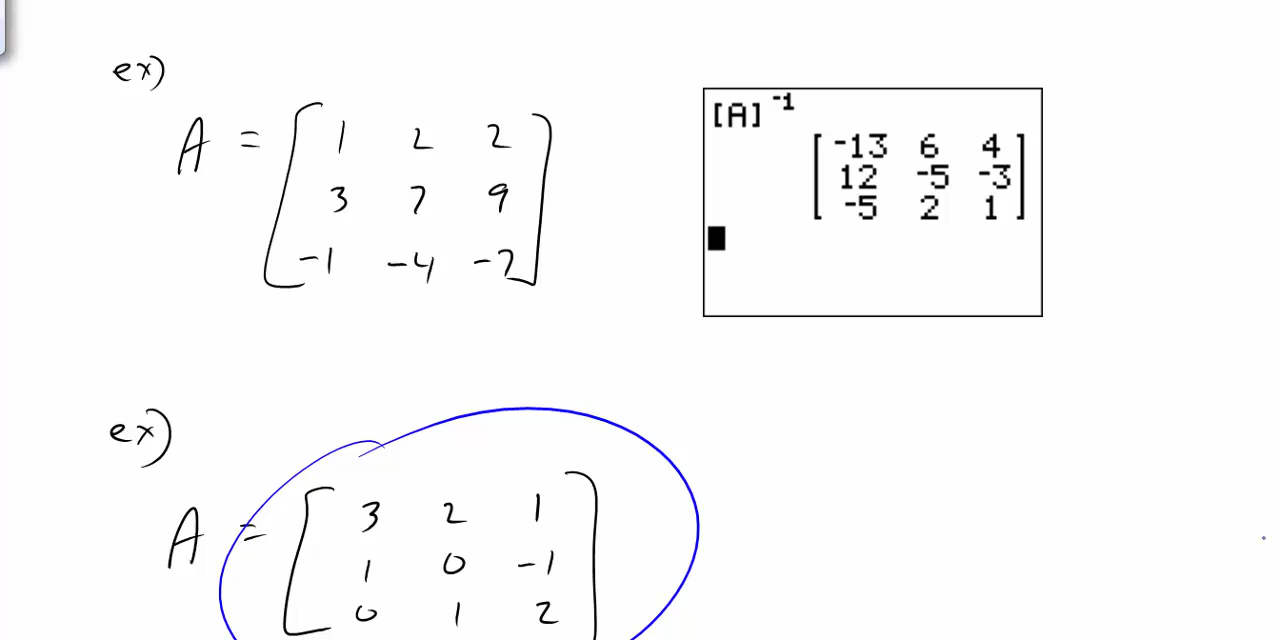 ex)
A = [ 1 2 2
3 7 9
-1 -4 -7 ]
[A]⁻¹
[ -13 6 4
12 -5 -3
-5 2 1 ]
ex)
A = [ 3 2 1
1 0 -1
0 1 2 ]